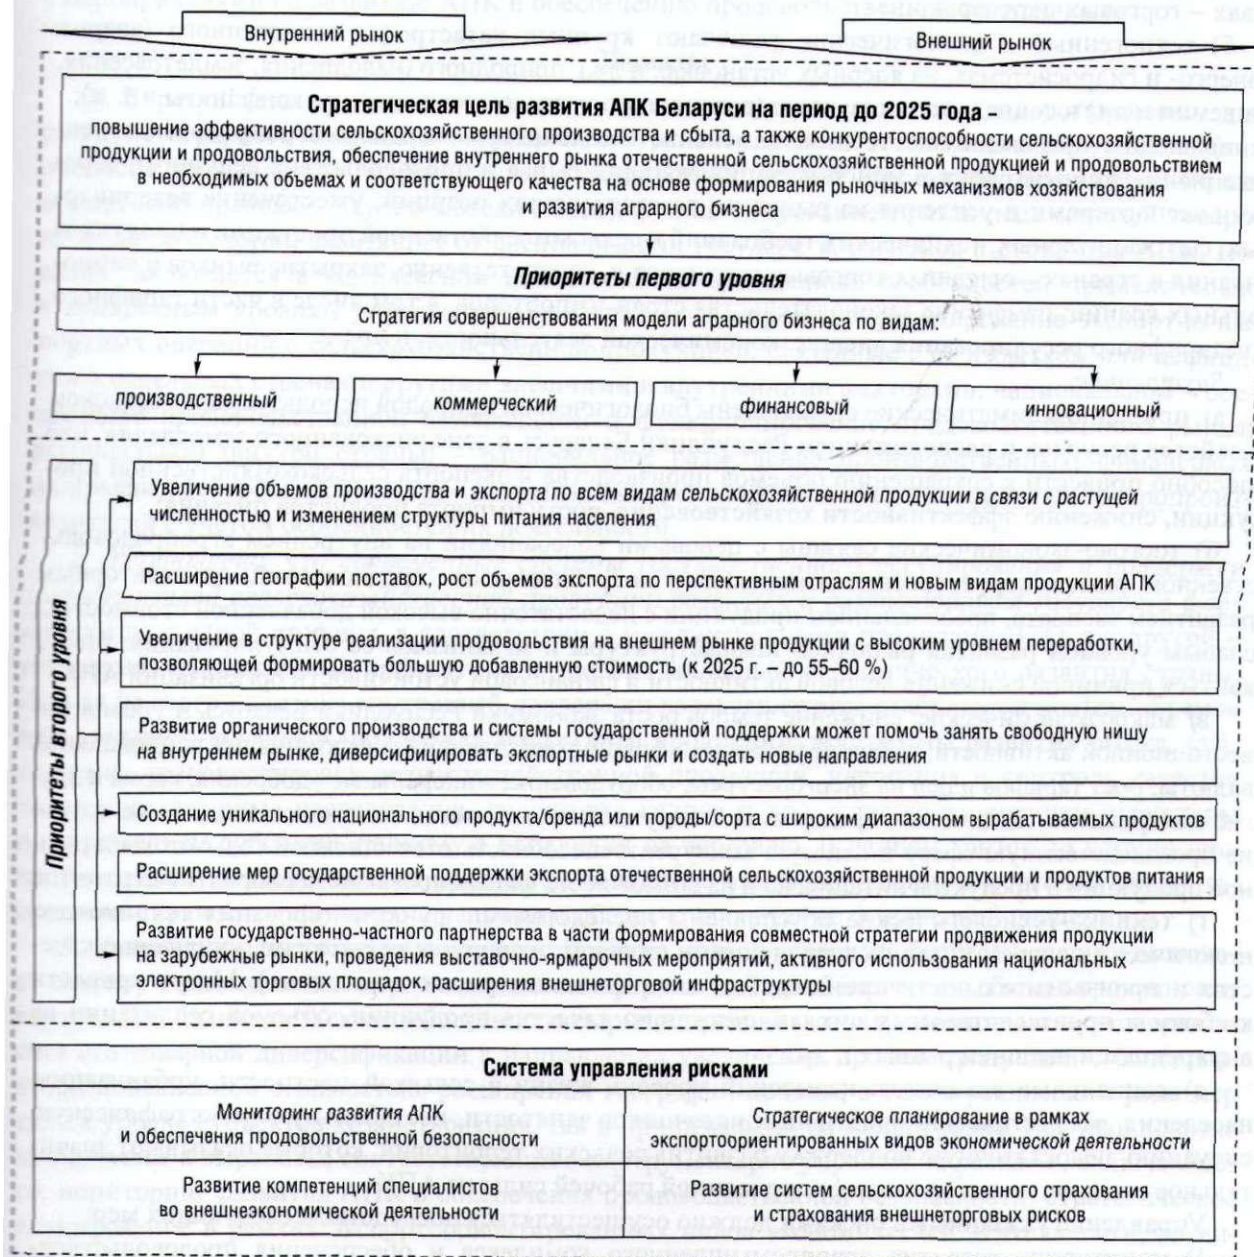 Внутренний рынок
Внешний рынок
Стратегическая цель развития АПК Беларуси на период до 2025 года –
повышение эффективности сельскохозяйственного производства и сбыта, а также конкурентоспособности сельскохозяйственной
продукции и продовольствия, обеспечение внутреннего рынка отечественной сельскохозяйственной продукцией и продовольствием
в необходимых объемах и соответствующего качества на основе формирования рыночных механизмов хозяйствования
и развития аграрного бизнеса
Приоритеты первого уровня
Стратегия совершенствования модели аграрного бизнеса по видам:
производственный
коммерческий
финансовый
инновационный
Приоритеты второго уровня
Увеличение объемов производства и экспорта по всем видам сельскохозяйственной продукции в связи с растущей
численностью и изменением структуры питания населения
Расширение географии поставок, рост объемов экспорта по перспективным отраслям и новым видам продукции АПК
Увеличение в структуре реализации продовольствия на внешнем рынке продукции с высоким уровнем переработки,
позволяющей формировать большую добавленную стоимость (к 2025 г. – до 55–60 %)
Развитие органического производства и системы государственной поддержки может помочь занять свободную нишу
на внутреннем рынке, диверсифицировать экспортные рынки и создать новые направления
Создание уникального национального продукта/бренда или породы/сорта с широким диапазоном вырабатываемых продуктов
Расширение мер государственной поддержки экспорта отечественной сельскохозяйственной продукции и продуктов питания
Развитие государственно-частного партнерства в части формирования совместной стратегии продвижения продукции
на зарубежные рынки, проведения выставочно-ярмарочных мероприятий, активного использования национальных
электронных торговых площадок, расширения внешнеторговой инфраструктуры
Система управления рисками
Мониторинг развития АПК
и обеспечения продовольственной безопасности
Стратегическое планирование в рамках
экспортоориентированных видов экономической деятельности
Развитие компетенций специалистов
во внешнеэкономической деятельности
Развитие систем сельскохозяйственного страхования
и страхования внешнеторговых рисков